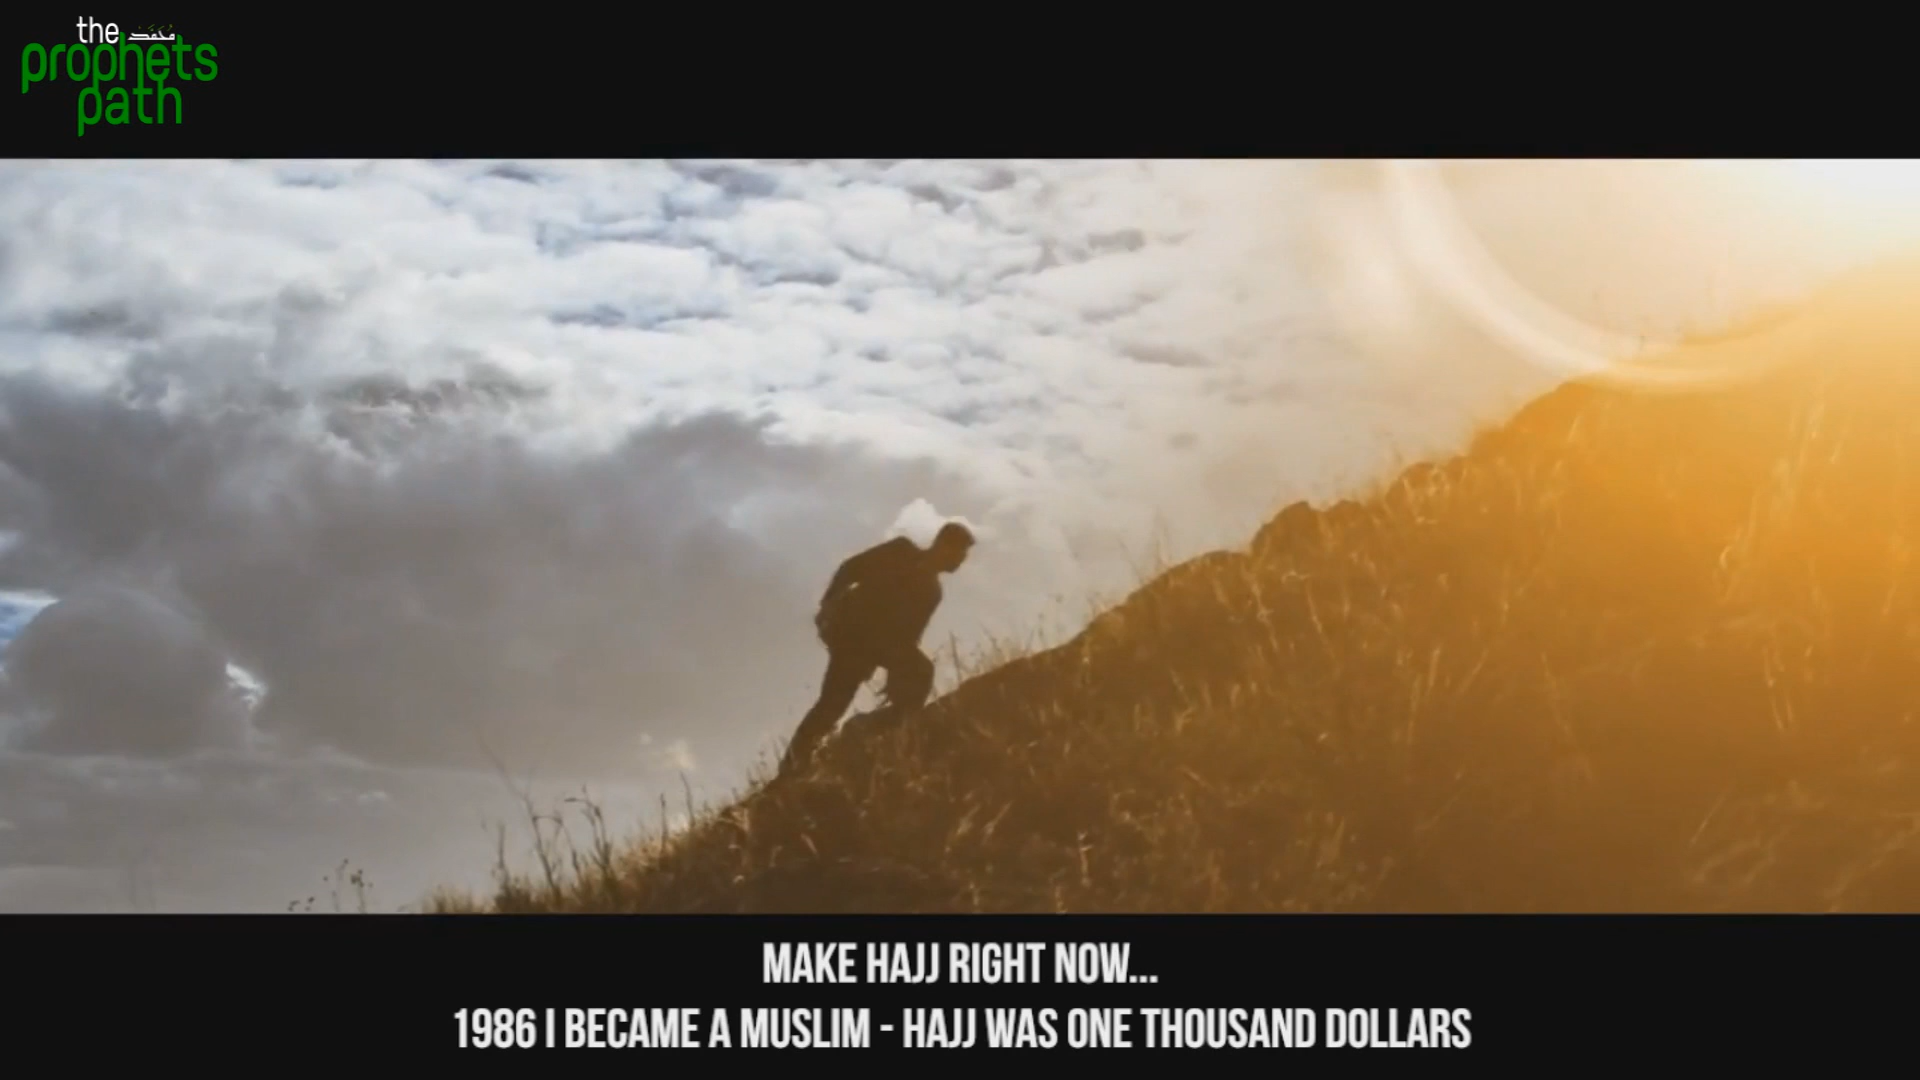 the مُحَمَّد
prophets
path
MAKE HAJJ RIGHT NOW...
1986 I BECAME A MUSLIM - HAJJ WAS ONE THOUSAND DOLLARS